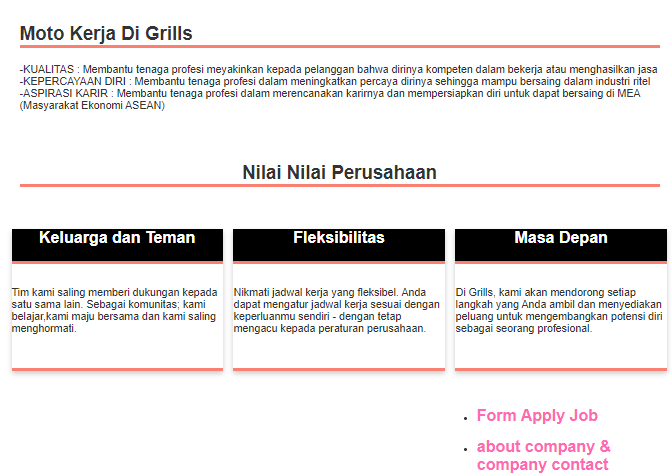 Moto Kerja Di Grills
-KUALITAS : Membantu tenaga profesi meyakinkan kepada pelanggan bahwa dirinya kompeten dalam bekerja atau menghasilkan jasa
-KEPERCAYAAN DIRI : Membantu tenaga profesi dalam meningkatkan percaya dirinya sehingga mampu bersaing dalam industri ritel
-ASPIRASI KARIR : Membantu tenaga profesi dalam merencanakan karirnya dan mempersiapkan diri untuk dapat bersaing di MEA
(Masyarakat Ekonomi ASEAN)
Nilai Nilai Perusahaan
Keluarga dan Teman
Tim kami saling memberi dukungan kepada
satu sama lain. Sebagai komunitas; kami
belajar,kami maju bersama dan kami saling
menghormati.
Fleksibilitas
Nikmati jadwal kerja yang fleksibel. Anda
dapat mengatur jadwal kerja sesuai dengan
keperluanmu sendiri - dengan tetap
mengacu kepada peraturan perusahaan.
Masa Depan
Di Grills, kami akan mendorong setiap
langkah yang Anda ambil dan menyediakan
peluang untuk mengembangkan potensi diri
sebagai seorang profesional.
• Form Apply Job
• about company &
company contact